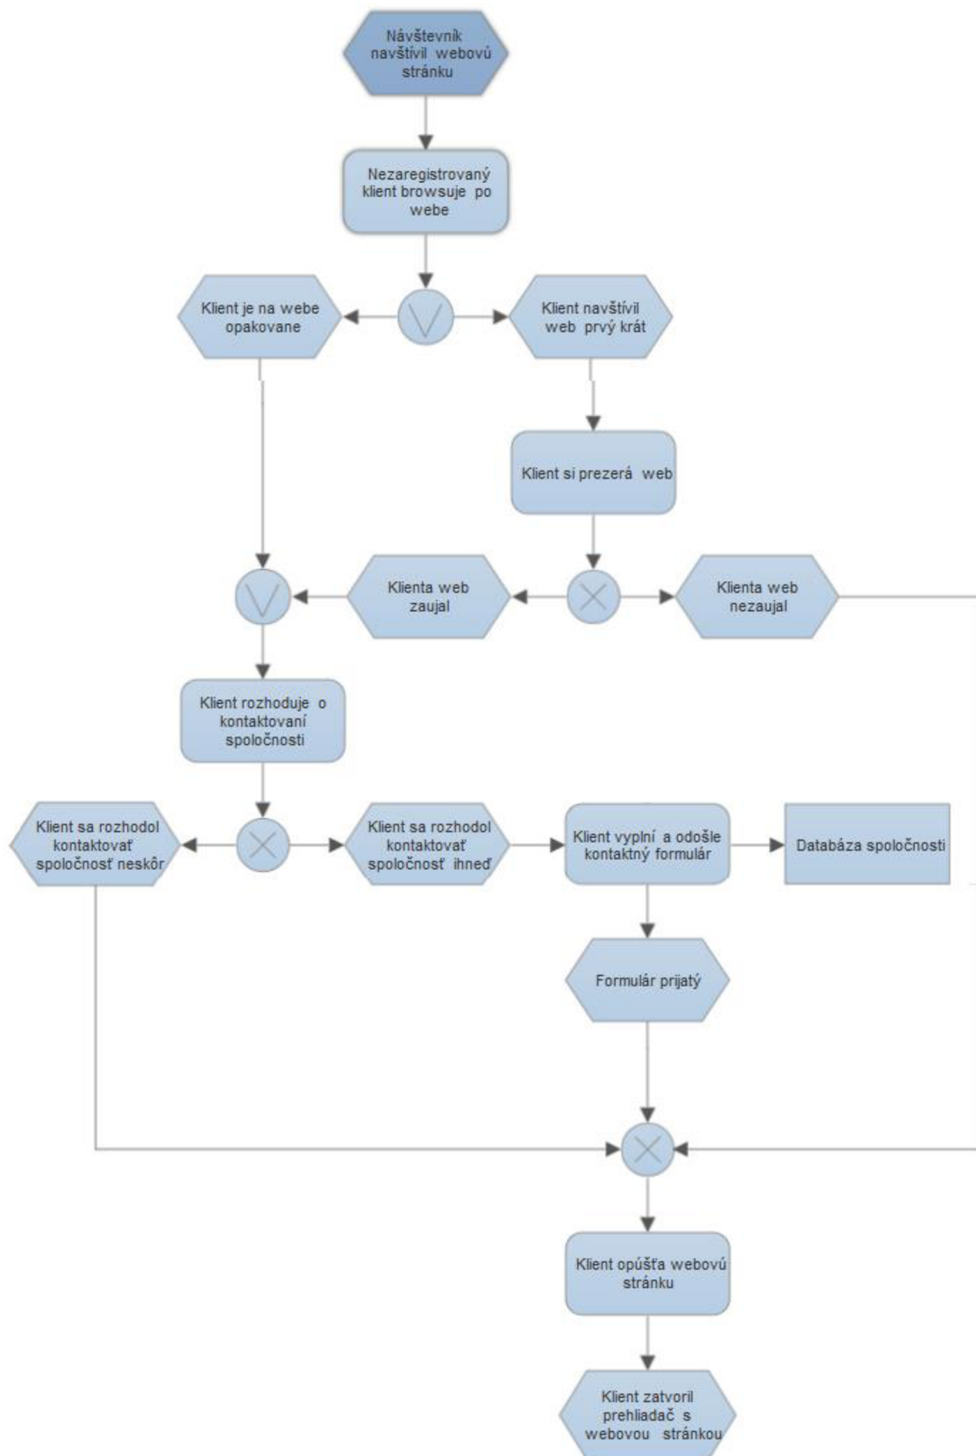 Návštevník
navštívil webovú
stránku
Nezaregistrovaný
klient browsuje po
webe
Klient je na webe
opakovane
Klient navštívil
web prvý krát
Klient si prezerá web
Klienta web
zaujal
Klienta web
nezaujal
Klient rozhoduje o
kontaktovaní
spoločnosti
Klient sa rozhodol
kontaktovať
spoločnosť neskôr
Klient sa rozhodol
kontaktovať
spoločnosť ihneď
Klient vyplní a odošle
kontaktný formulár
Databáza spoločnosti
Formulár prijatý
Klient opúšťa webovú
stránku
Klient zatvoril
prehliadač s
webovou stránkou